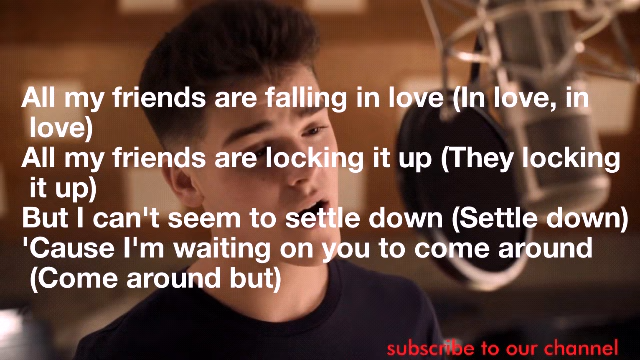 All my friends are falling in love (In love, in
love)
All my friends are locking it up (They locking
it up)
But I can't seem to settle down (Settle down)
'Cause I'm waiting on you to come around
(Come around but)
subscribe to our channel